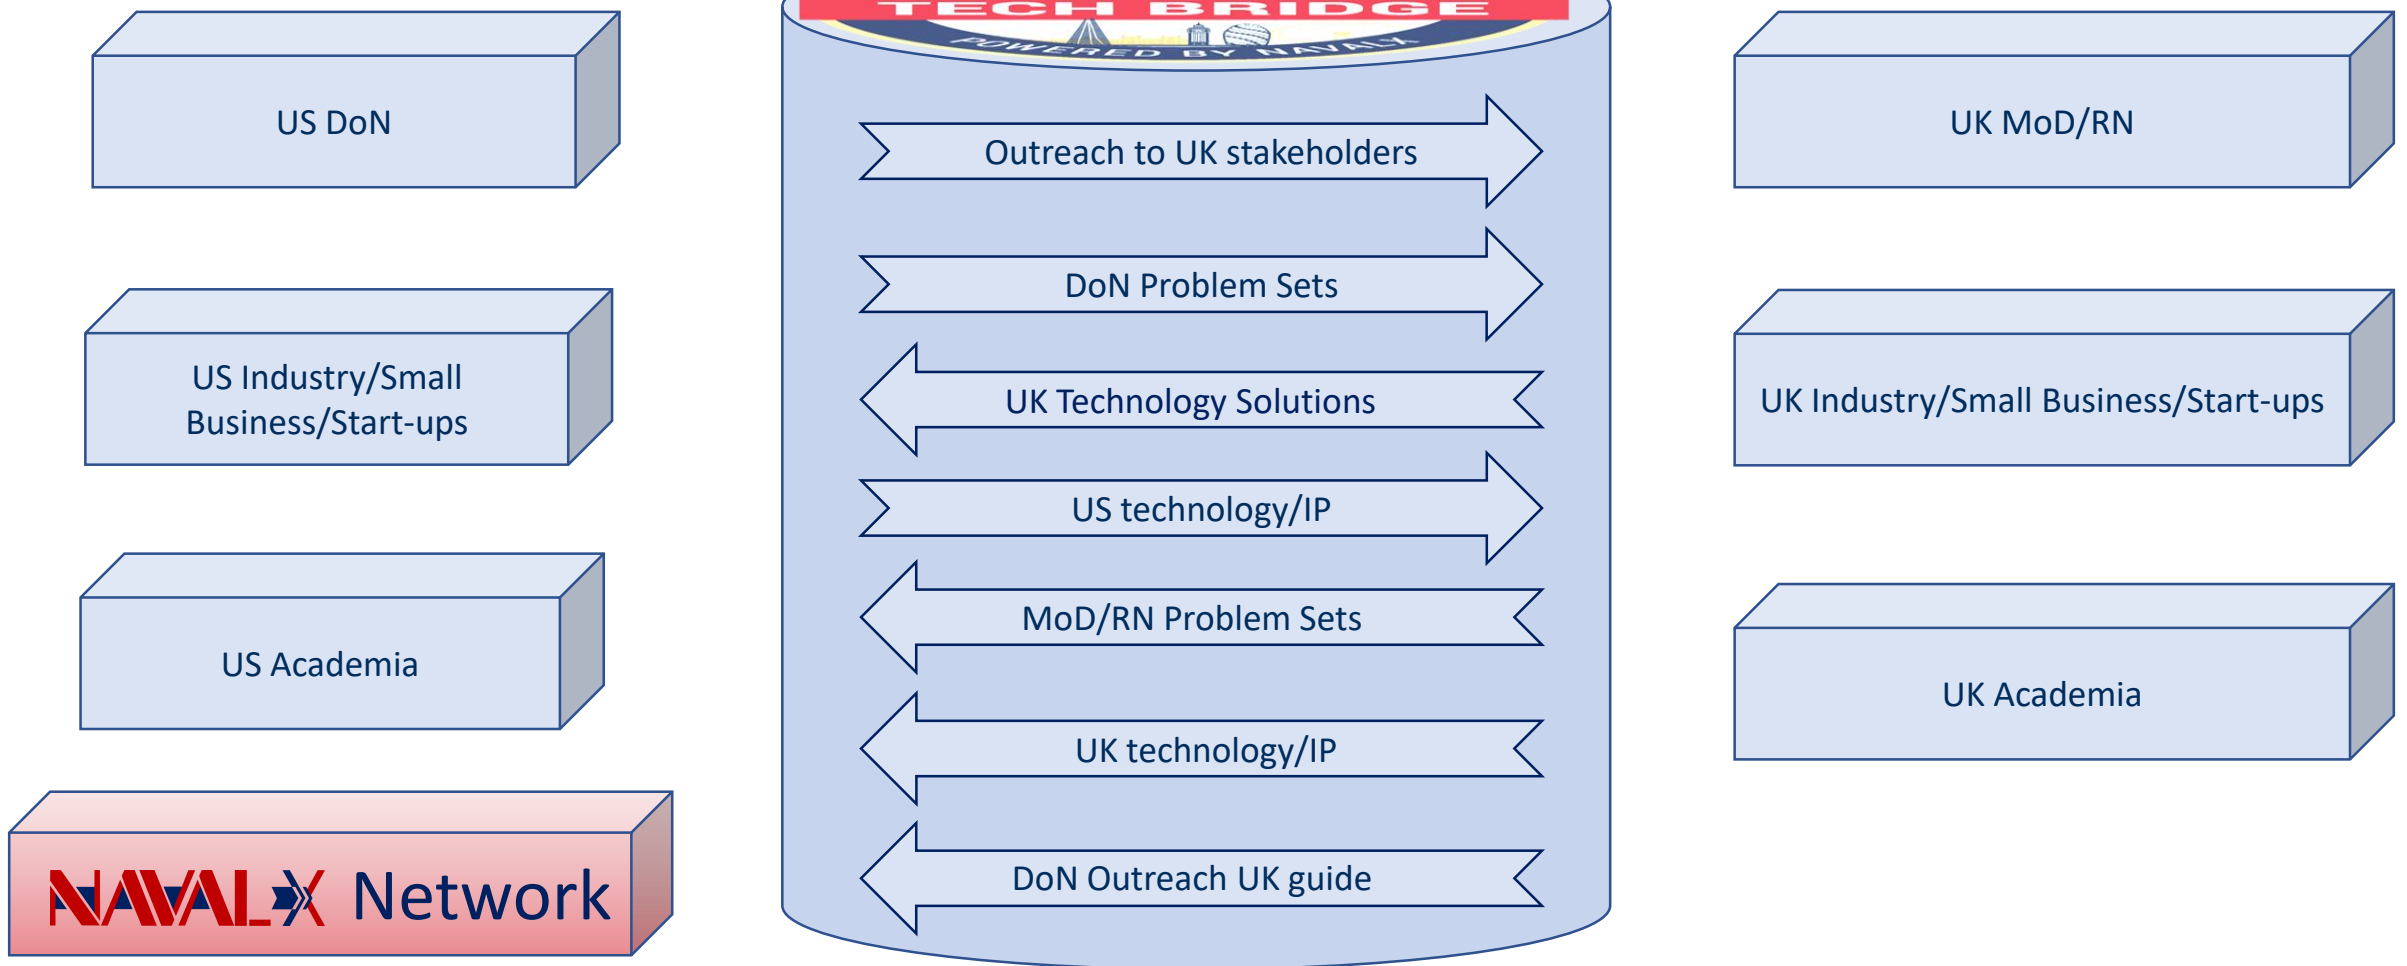 TECH BRIDGE
POWERED BY NAVALX
US DoN
UK MoD/RN
Outreach to UK stakeholders
DoN Problem Sets
US Industry/Small
Business/Start-ups
UK Technology Solutions
UK Industry/Small Business/Start-ups
US technology/IP
MoD/RN Problem Sets
US Academia
UK Academia
UK technology/IP
NAVALX Network
DoN Outreach UK guide